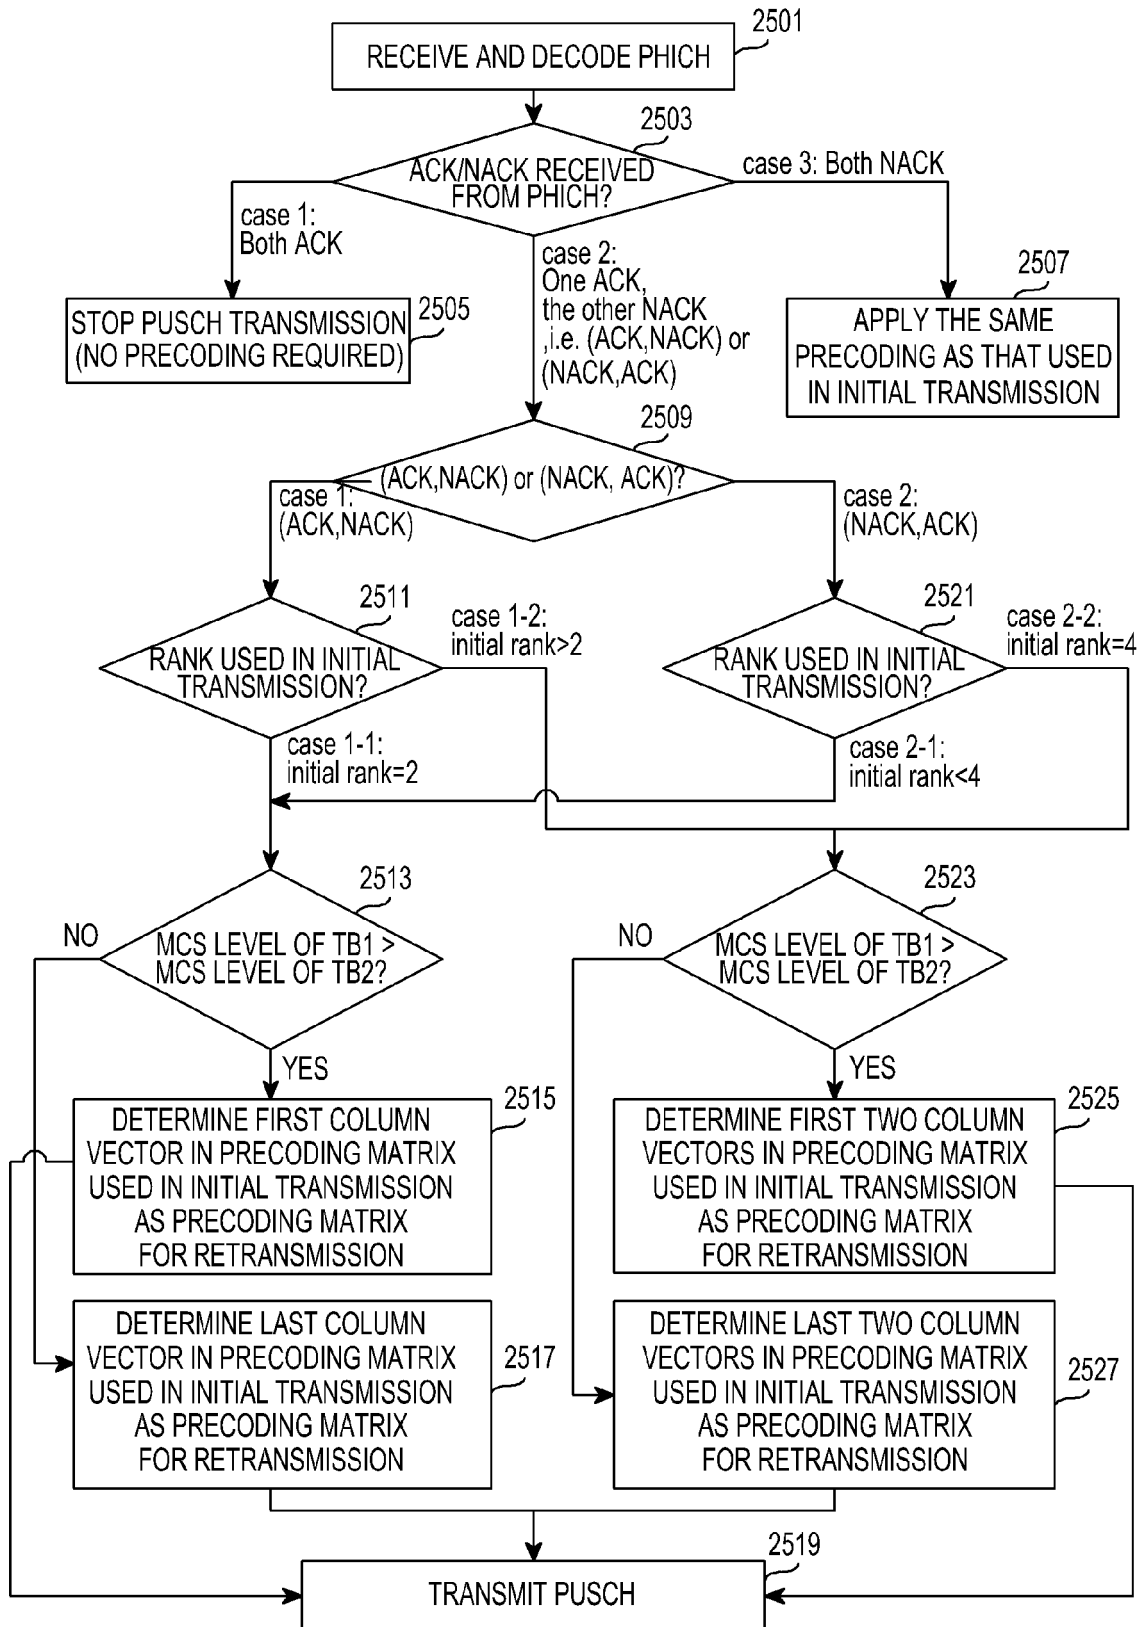 2501
RECEIVE AND DECODE PHICH
2503
ACK/NACK RECEIVED
FROM PHICH?
case 3: Both NACK
case 1:
Both ACK
case 2:
One ACK,
the other NACK
,i.e. (ACK,NACK) or
(NACK,ACK)
2505
STOP PUSCH TRANSMISSION
(NO PRECODING REQUIRED)
2507
APPLY THE SAME
PRECODING AS THAT USED
IN INITIAL TRANSMISSION
2509
(ACK,NACK) or (NACK, ACK)?
case 1:
(ACK,NACK)
case 2:
(NACK,ACK)
2511
RANK USED IN INITIAL
TRANSMISSION?
case 1-2:
initial rank>2
2521
RANK USED IN INITIAL
TRANSMISSION?
case 2-2:
initial rank=4
case 1-1:
initial rank=2
case 2-1:
initial rank<4
2513
MCS LEVEL OF TB1 >
MCS LEVEL OF TB2?
NO
YES
2523
MCS LEVEL OF TB1 >
MCS LEVEL OF TB2?
NO
YES
2515
DETERMINE FIRST COLUMN
VECTOR IN PRECODING MATRIX
USED IN INITIAL TRANSMISSION
AS PRECODING MATRIX
FOR RETRANSMISSION
2525
DETERMINE FIRST TWO COLUMN
VECTORS IN PRECODING MATRIX
USED IN INITIAL TRANSMISSION
AS PRECODING MATRIX
FOR RETRANSMISSION
2517
DETERMINE LAST COLUMN
VECTOR IN PRECODING MATRIX
USED IN INITIAL TRANSMISSION
AS PRECODING MATRIX
FOR RETRANSMISSION
2527
DETERMINE LAST TWO COLUMN
VECTORS IN PRECODING MATRIX
USED IN INITIAL TRANSMISSION
AS PRECODING MATRIX
FOR RETRANSMISSION
2519
TRANSMIT PUSCH